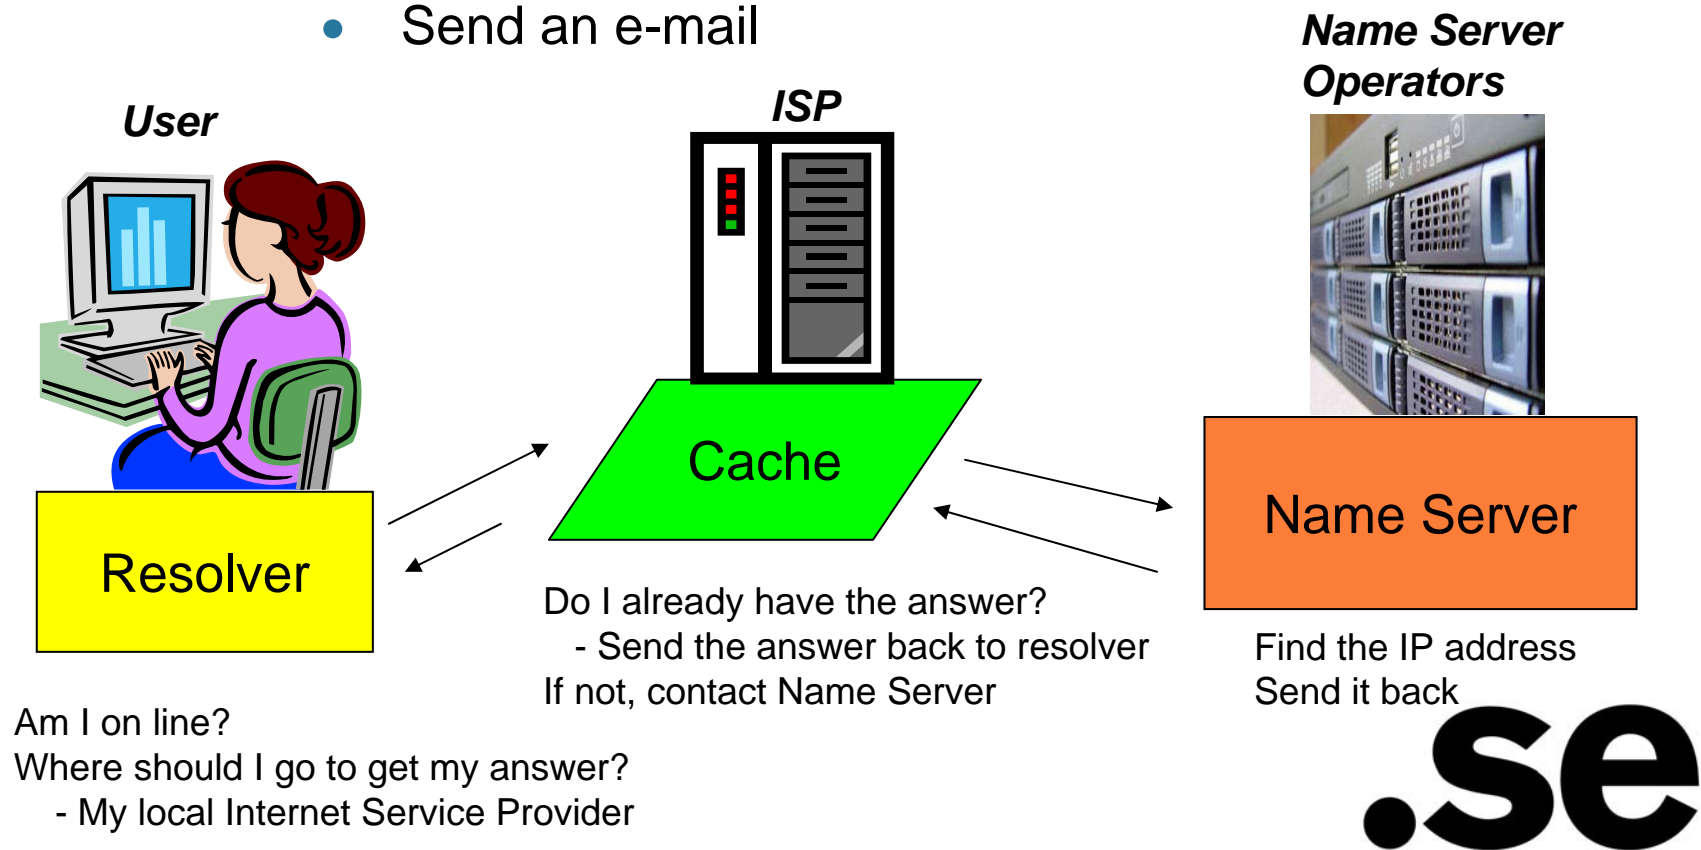 • Send an e-mail
Name Server
Operators
ISP
User
Cache
Name Server
Resolver
Do I already have the answer?
- Send the answer back to resolver
If not, contact Name Server
Find the IP address
Send it back
Am I on line?
Where should I go to get my answer?
- My local Internet Service Provider
.se